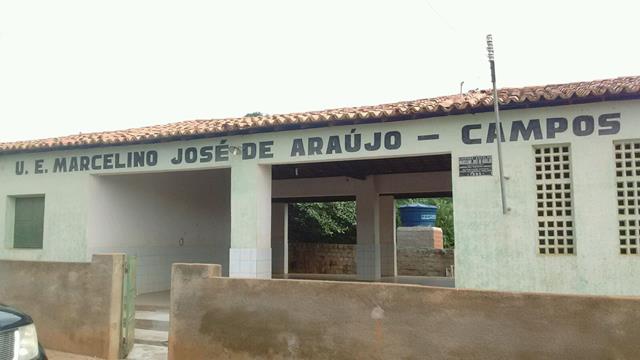 U. E. MARCELINO JOSÉ DE ARAÚJO - CAMPOS